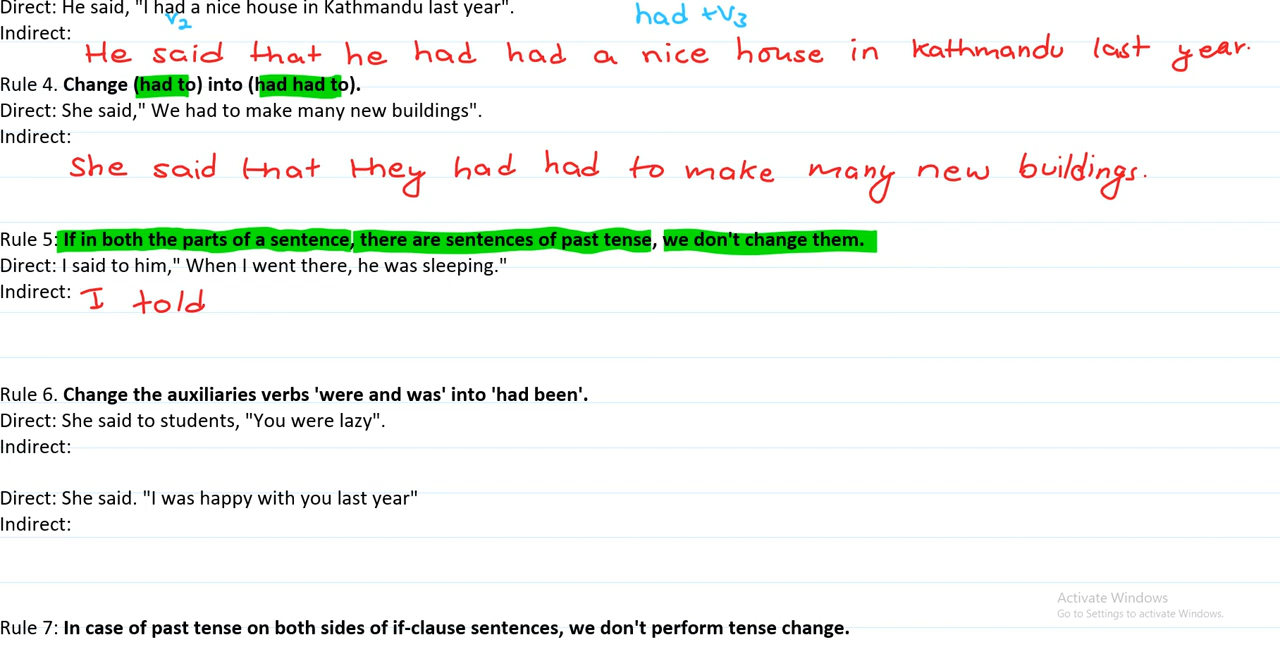 Direct: He said, "I had a nice house in Kathmandu last year".
V2
had +V3
Indirect:
He said that he had had a nice house in Kathmandu last year.
Rule 4. Change (had to) into (had had to).
Direct: She said," We had to make many new buildings".
Indirect:
She said that they had had to make many new buildings.
Rule 5: If in both the parts of a sentence, there are sentences of past tense, we don't change them.
Direct: I said to him," When I went there, he was sleeping."
Indirect: I told
Rule 6. Change the auxiliaries verbs 'were and was' into 'had been'.
Direct: She said to students, "You were lazy".
Indirect:
Direct: She said. "I was happy with you last year"
Indirect:
Activate Windows
Go to Settings to activate Windows.
Rule 7: In case of past tense on both sides of if-clause sentences, we don't perform tense change.